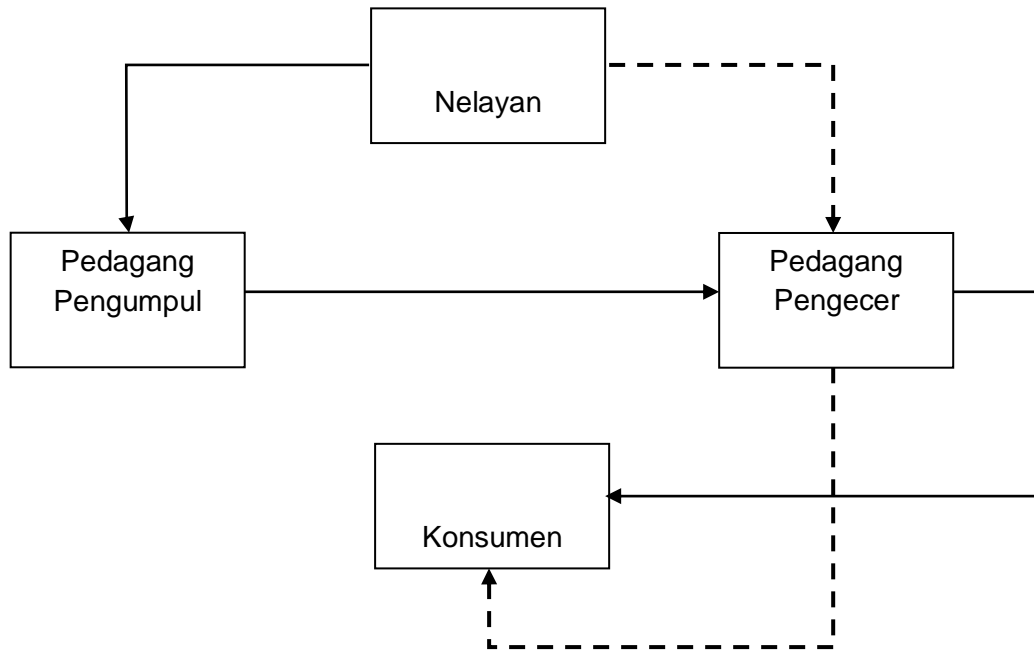 Nelayan
Pedagang
Pengumpul
Pedagang
Pengecer
Konsumen